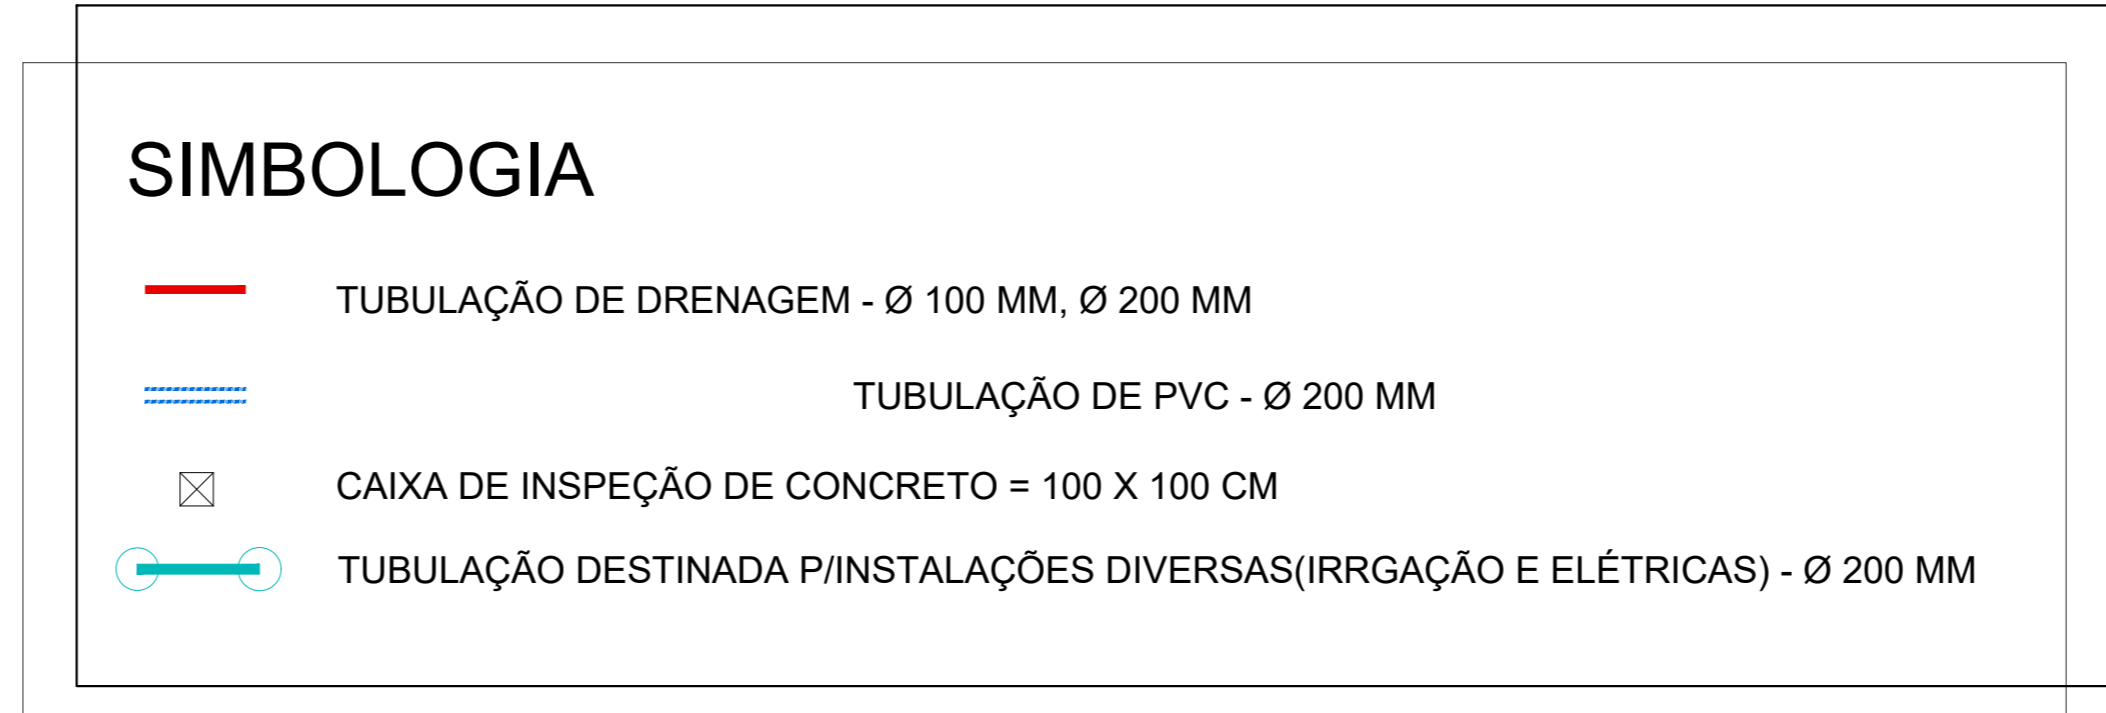 SIMBOLOGIA
TUBULAÇÃO DE DRENAGEM - Ø 100 MM, Ø 200 MM
TUBULAÇÃO DE PVC - Ø 200 MM
CAIXA DE INSPEÇÃO DE CONCRETO = 100 X 100 CM
TUBULAÇÃO DESTINADA P/INSTALAÇÕES DIVERSAS(IRRGAÇÃO E ELÉTRICAS) - Ø 200 MM